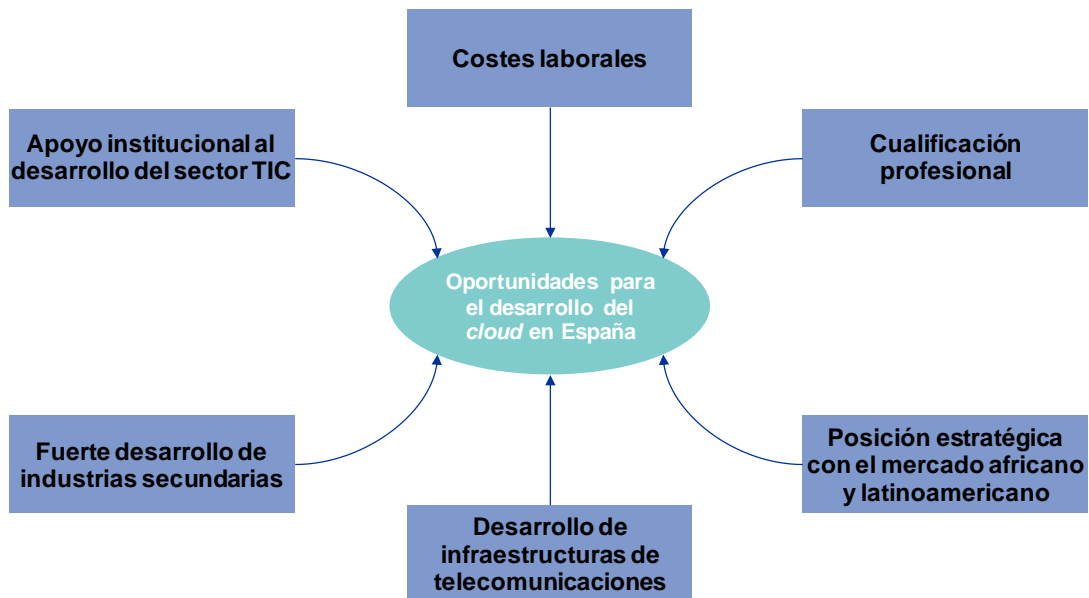 Costes laborales
Apoyo institucional al
desarrollo del sector TIC
Cualificación
profesional
Oportunidades para
el desarrollo del
cloud en España
Fuerte desarrollo de
industrias secundarias
Posición estratégica
con el mercado africano
y latinoamericano
Desarrollo de
infraestructuras de
telecomunicaciones